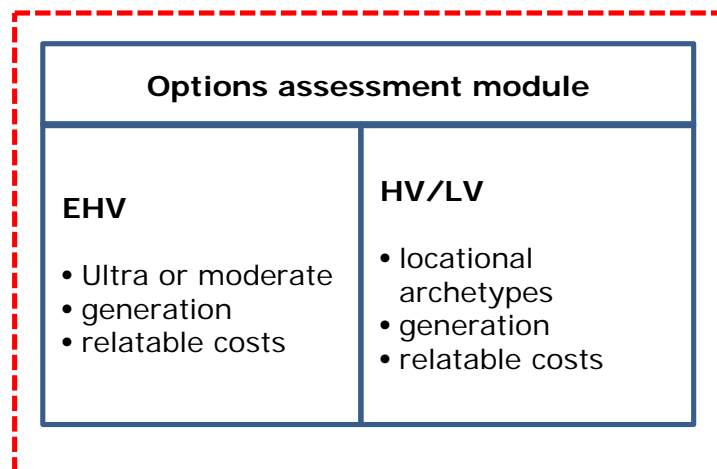 Options assessment module
EHV
• Ultra or moderate
• generation
• relatable costs
HV/LV
• locational
archetypes
• generation
• relatable costs